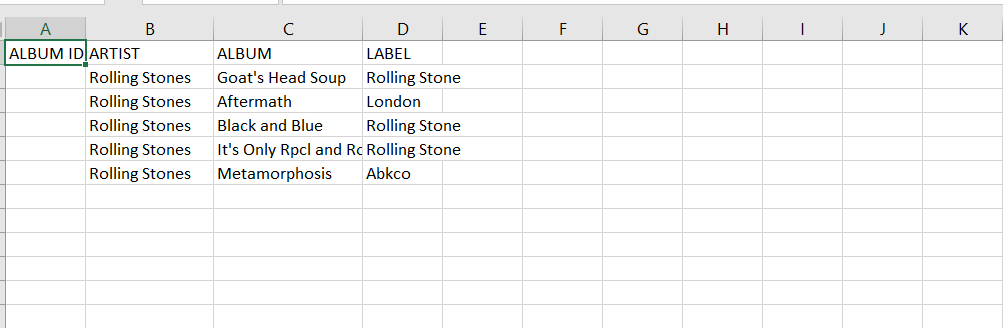 A B C D E F G H I J K
ALBUM ID ARTIST ALBUM LABEL
Rolling Stones Goat's Head Soup Rolling Stone
Rolling Stones Aftermath London
Rolling Stones Black and Blue Rolling Stone
Rolling Stones It's Only Rpcl and Rc Rolling Stone
Rolling Stones Metamorphosis Abkco